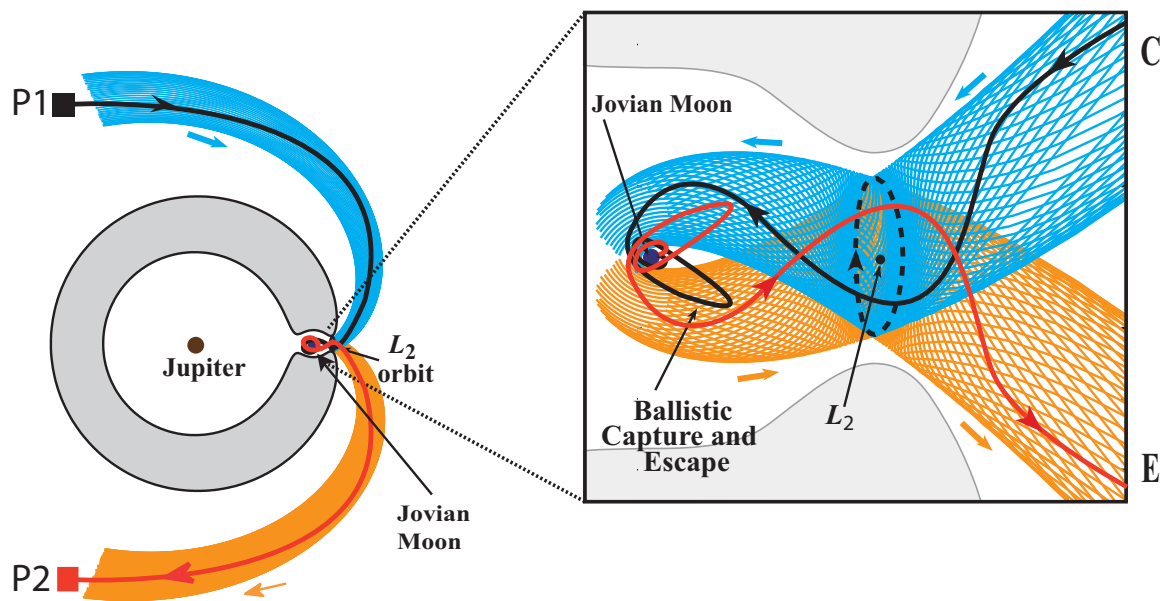 P1
Jupiter
L2
orbit
Jovian
Moon
P2
Jovian Moon
C
L2
Ballistic
Capture and
Escape
E